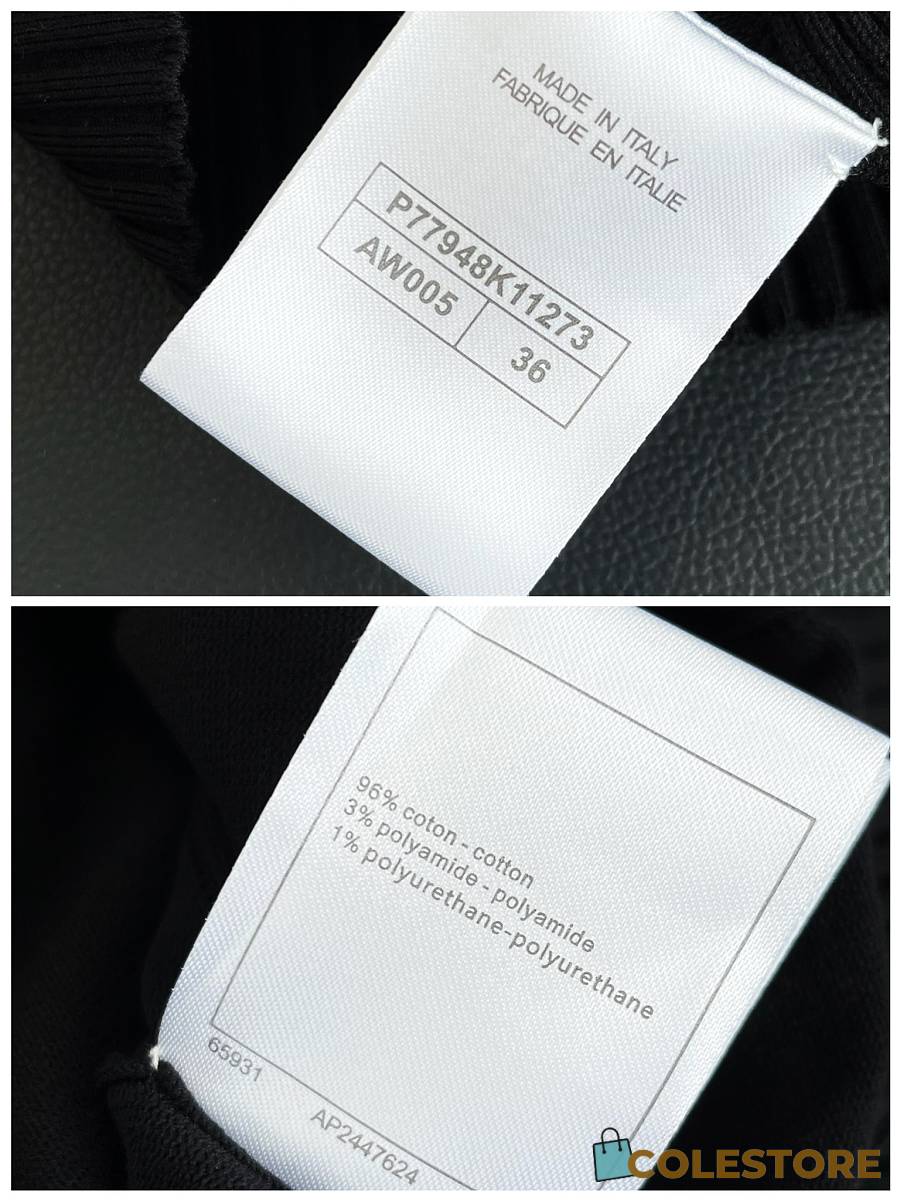 MADE IN ITALY
FABRIQUE EN ITALIE
P77948K11273
AW005 36
96% coton - cotton
3% polyamide - polyamide
1% polyurethane-polyurethane
65931
AP2447624
COLESTORE